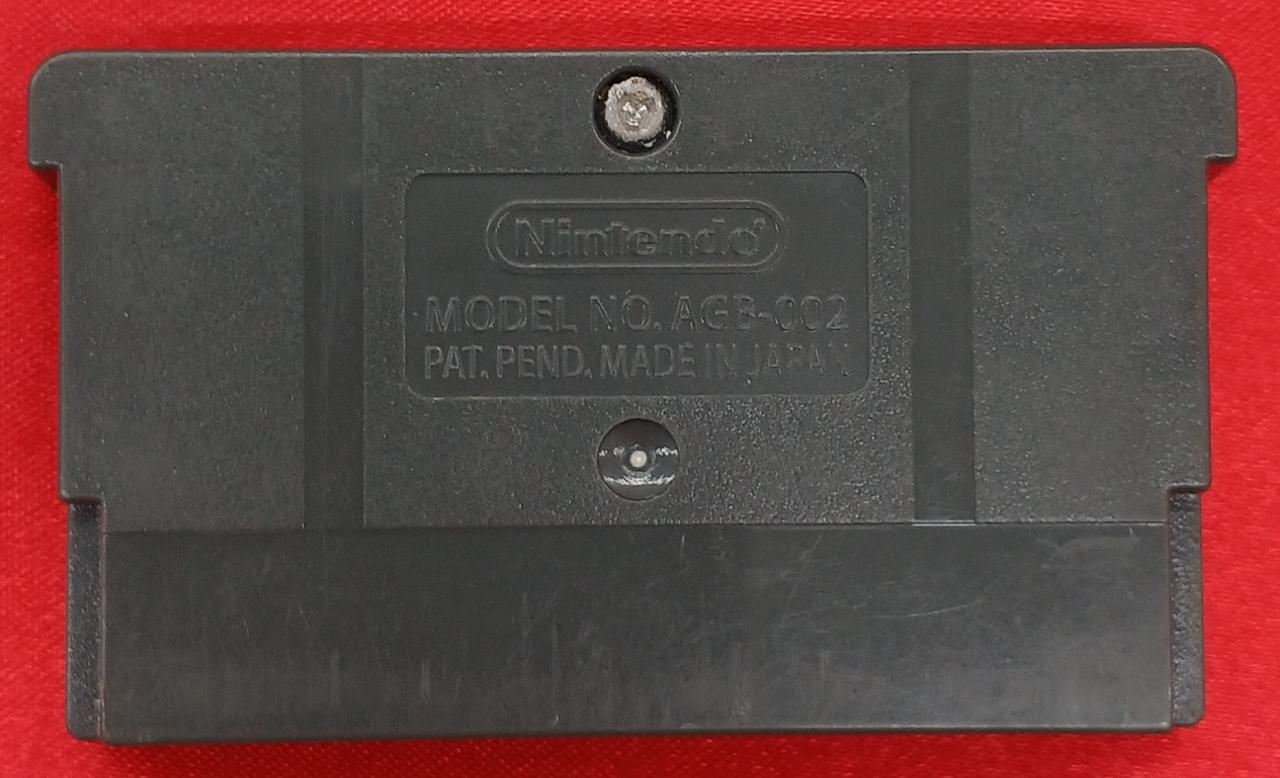 Nintendo®
MODEL NO. AGB-002
PAT. PEND. MADE IN JAPAN